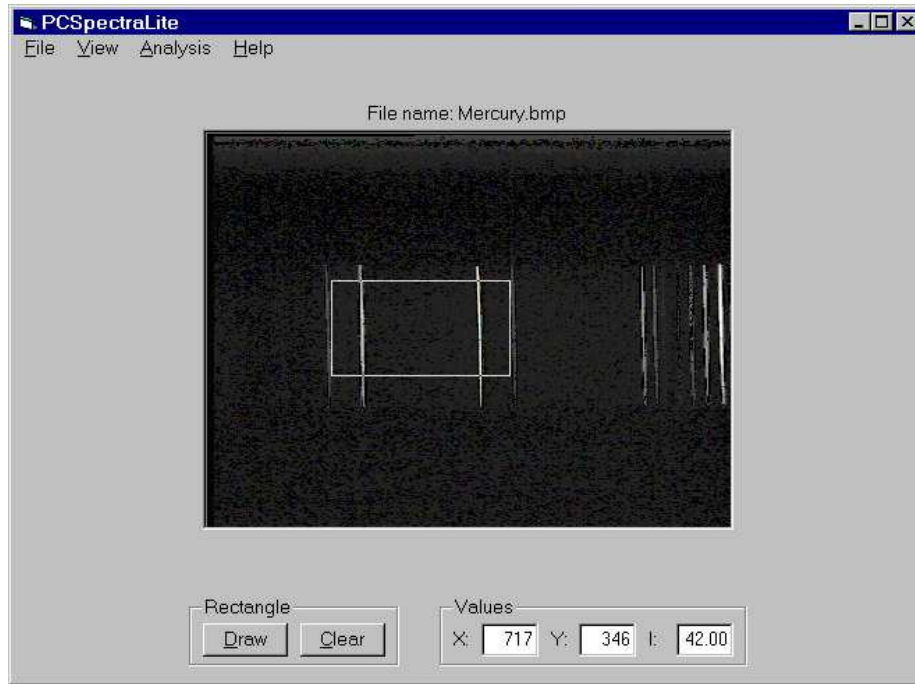 PCSpectraLite
File View Analysis Help
File name: Mercury.bmp
Rectangle
Draw Clear
Values
X: 717 Y: 346 I: 42.00